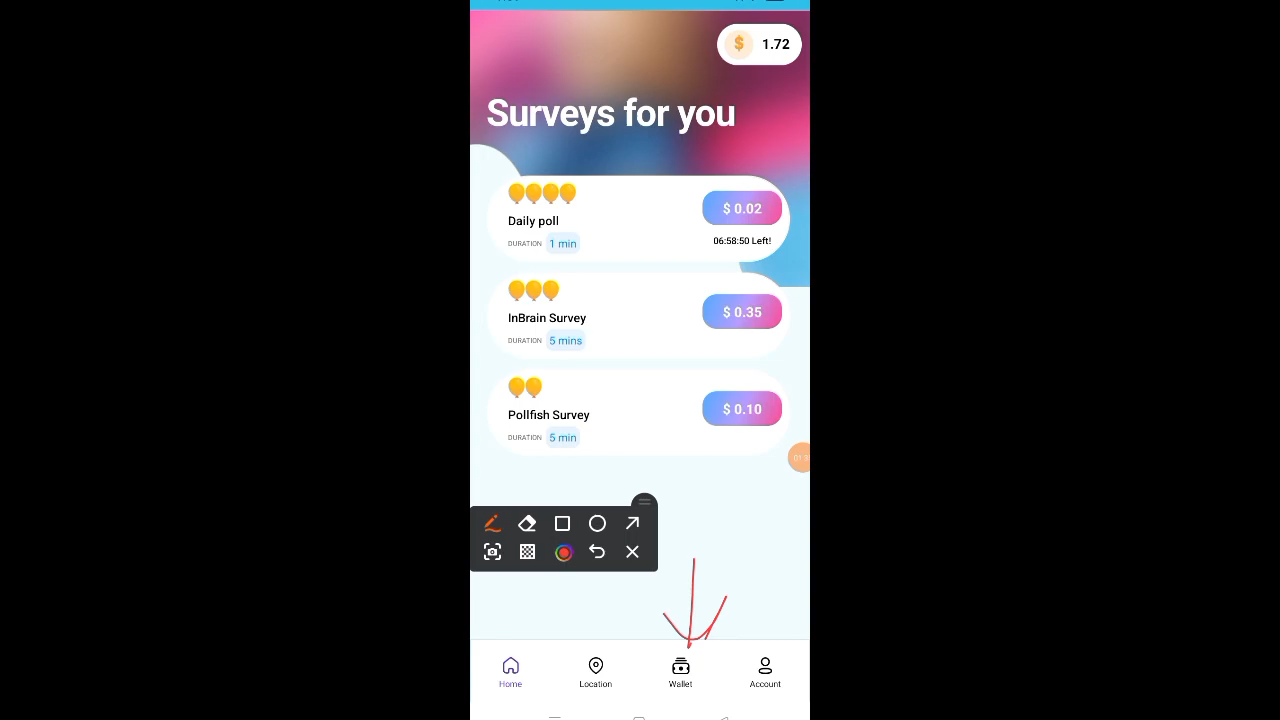 1.72
Surveys for you
Daily poll
DURATION 1 min
$ 0.02
06:58:50 Left!
InBrain Survey
DURATION 5 mins
$ 0.35
Pollfish Survey
DURATION 5 min
$ 0.10
Home
Location
Wallet
Account